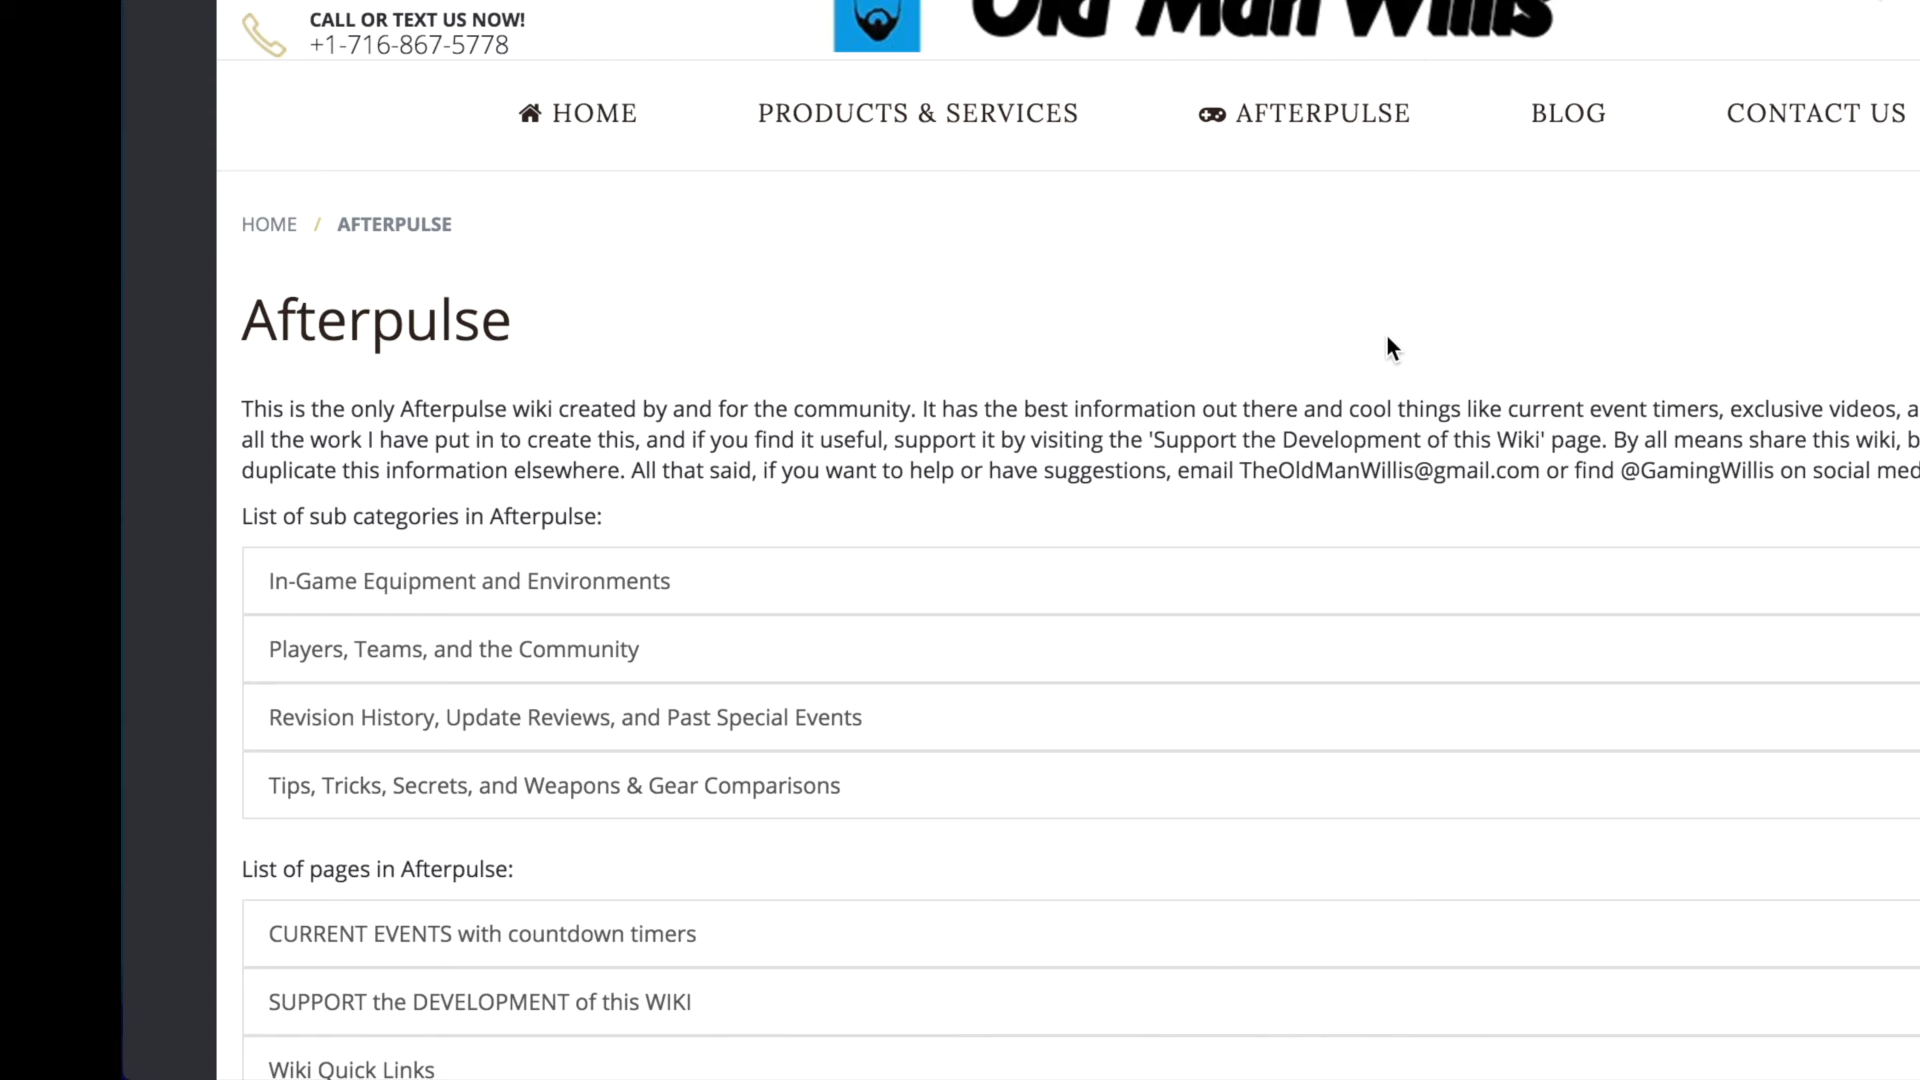 CALL OR TEXT US NOW!
+1-716-867-5778
Old Man Willis
HOME
PRODUCTS & SERVICES
AFTERPULSE
BLOG
CONTACT US
HOME / AFTERPULSE
Afterpulse
This is the only Afterpulse wiki created by and for the community. It has the best information out there and cool things like current event timers, exclusive videos, a
all the work I have put in to create this, and if you find it useful, support it by visiting the 'Support the Development of this Wiki' page. By all means share this wiki, b
duplicate this information elsewhere. All that said, if you want to help or have suggestions, email TheOldManWillis@gmail.com or find @GamingWillis on social med
List of sub categories in Afterpulse:
In-Game Equipment and Environments
Players, Teams, and the Community
Revision History, Update Reviews, and Past Special Events
Tips, Tricks, Secrets, and Weapons & Gear Comparisons
List of pages in Afterpulse:
CURRENT EVENTS with countdown timers
SUPPORT the DEVELOPMENT of this WIKI
Wiki Quick Links